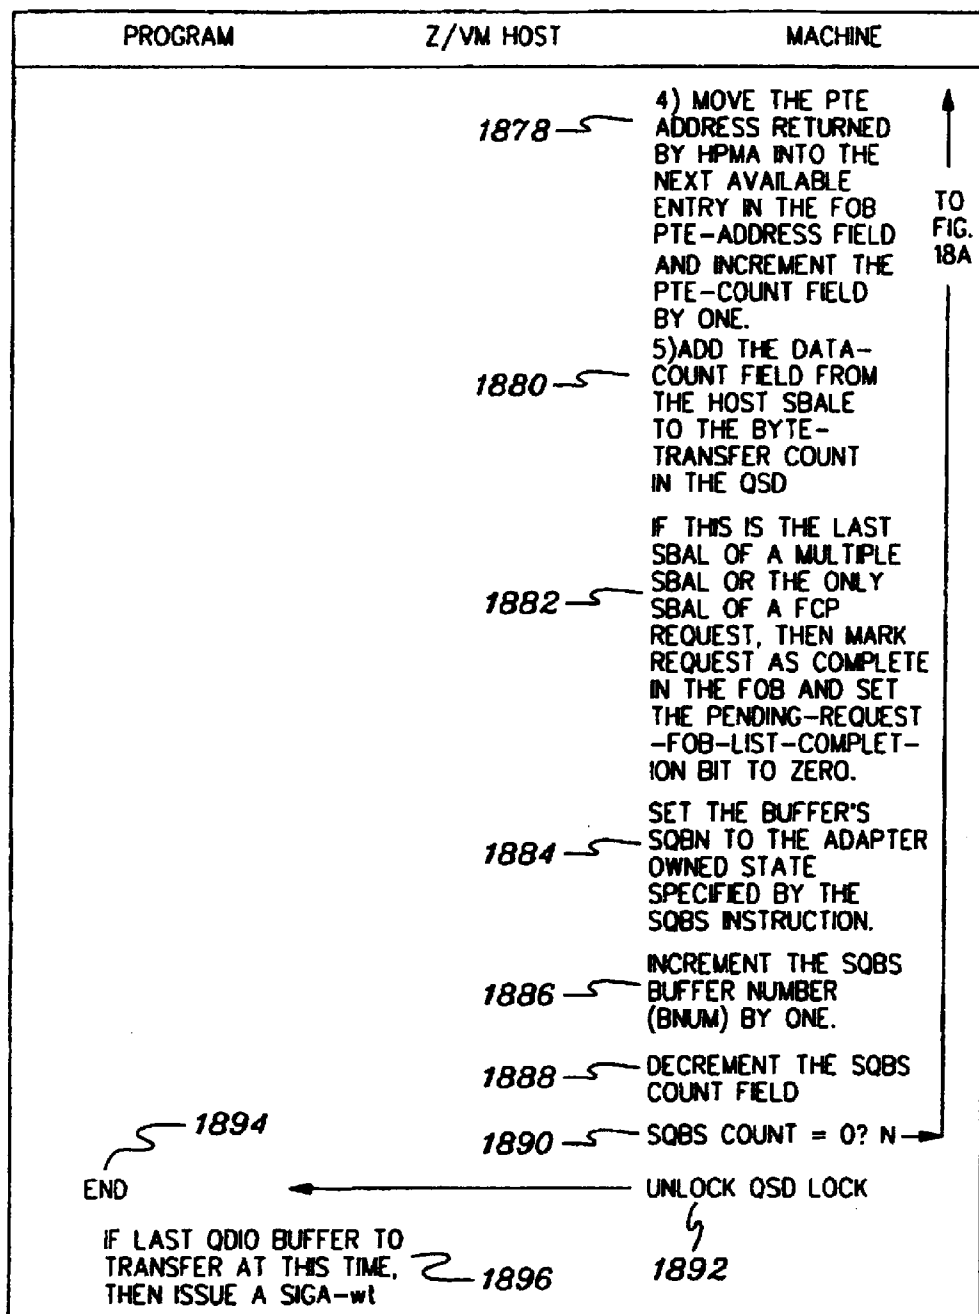 PROGRAM Z/VM HOST MACHINE
1878
4) MOVE THE PTE
ADDRESS RETURNED
BY HPMA INTO THE
NEXT AVAILABLE
ENTRY IN THE FOB
PTE-ADDRESS FIELD
AND INCREMENT THE
PTE-COUNT FIELD
BY ONE.
TO
FIG.
18A
1880
5)ADD THE DATA-
COUNT FIELD FROM
THE HOST SBALE
TO THE BYTE-
TRANSFER COUNT
IN THE QSD
1882
IF THIS IS THE LAST
SBAL OF A MULTIPLE
SBAL OR THE ONLY
SBAL OF A FCP
REQUEST, THEN MARK
REQUEST AS COMPLETE
IN THE FOB AND SET
THE PENDING-REQUEST
-FOB-LIST-COMPLET-
ION BIT TO ZERO.
1884
SET THE BUFFER'S
SQBN TO THE ADAPTER
OWNED STATE
SPECIFIED BY THE
SQBS INSTRUCTION.
1886
INCREMENT THE SQBS
BUFFER NUMBER
(BNUM) BY ONE.
1888
DECREMENT THE SQBS
COUNT FIELD
1890
SQBS COUNT = 0? N
1894
END
UNLOCK QSD LOCK
1892
IF LAST QDIO BUFFER TO
TRANSFER AT THIS TIME,
THEN ISSUE A SIGA-wt
1896